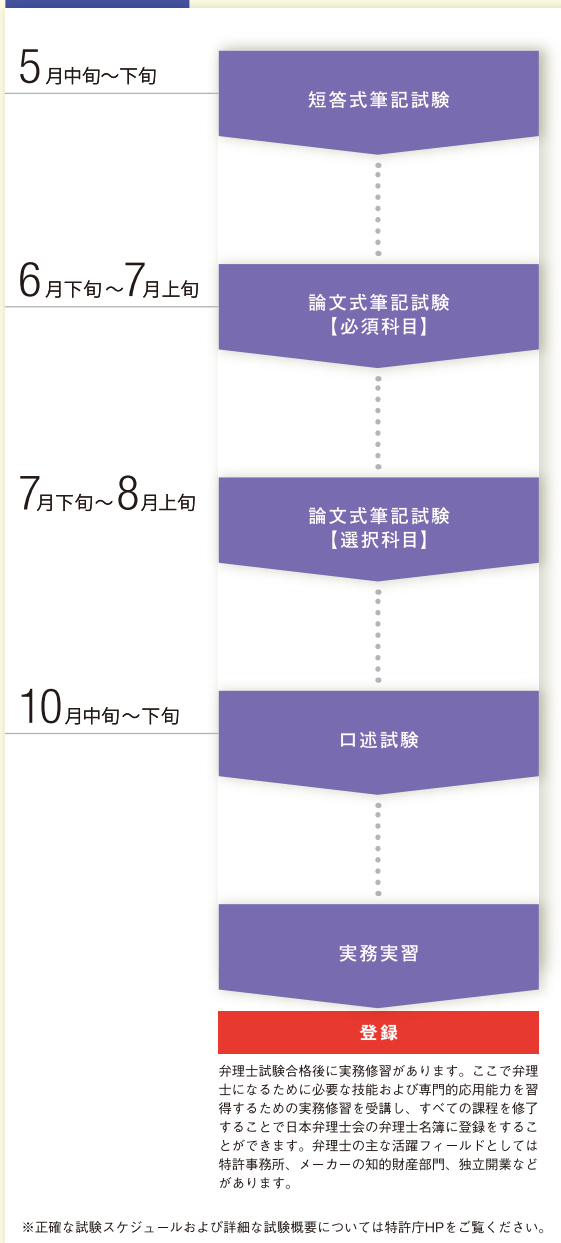 5月中旬～下旬
短答式筆記試験
6月下旬～7月上旬
論文式筆記試験
【必須科目】
7月下旬～8月上旬
論文式筆記試験
【選択科目】
10月中旬～下旬
口述試験
実務実習
登録
弁理士試験合格後に実務修習があります。ここで弁理
士になるために必要な技能および専門的応用能力を習
得するための実務修習を受講し、すべての課程を修了
することで日本弁理士会の弁理士名簿に登録をするこ
とができます。弁理士の主な活躍フィールドとしては
特許事務所、メーカーの知的財産部門、独立開業など
があります。
※正確な試験スケジュールおよび詳細な試験概要については特許庁HPをご覧ください。